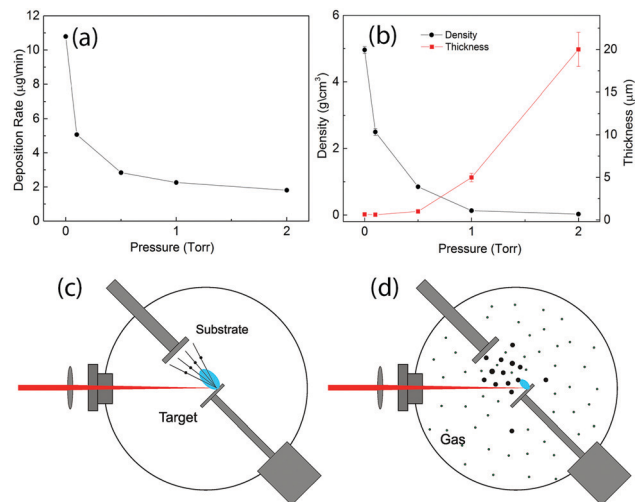 (a)
Deposition Rate (μg\min)
12
10
8
6
4
2
0
0 1 2
Pressure (Torr)
(b)
Density
Thickness
Density (g\cm³)
6
4
2
0
Thickness (μm)
20
15
10
5
0
0 1 2
Pressure (Torr)
(c)
Substrate
Target
(d)
Gas